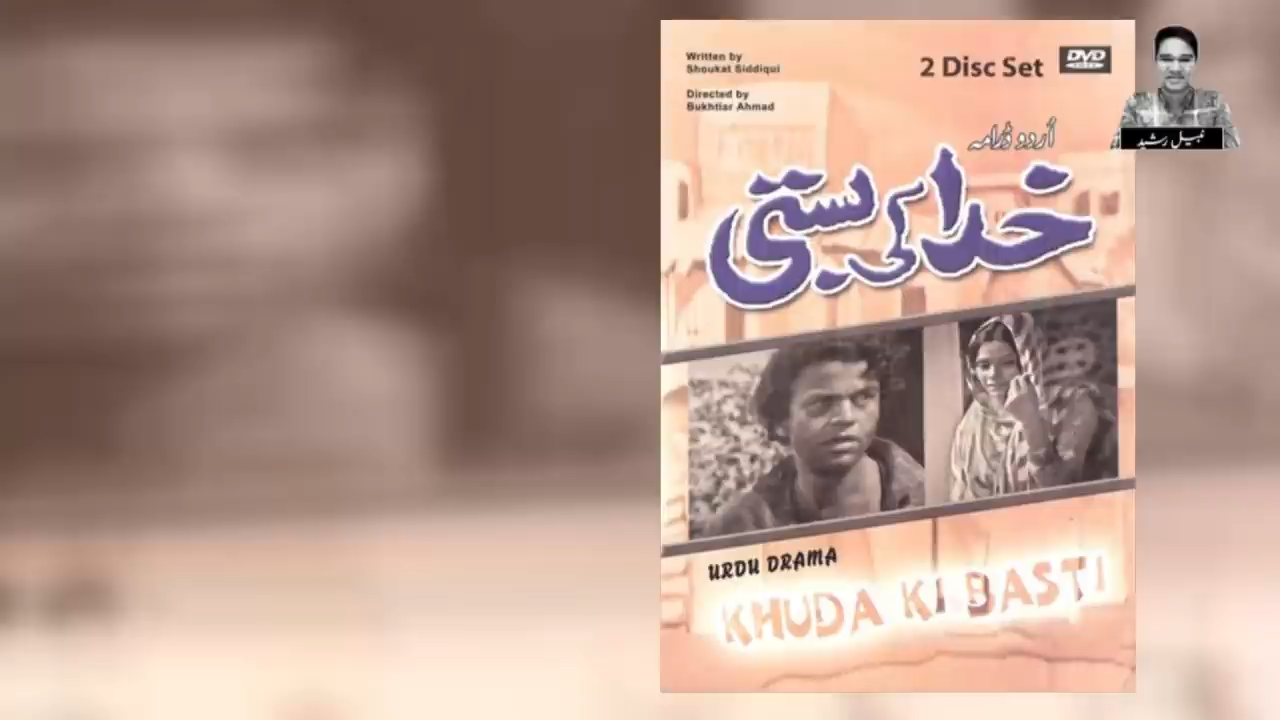 Written by
Shoukat Siddiqui
Directed by
Bukhtiar Ahmad
2 Disc Set
DVD
اُردو ڈرامہ
خدا کی بستی
نبیل رشید
URDU DRAMA
KHUDA KI BASTI